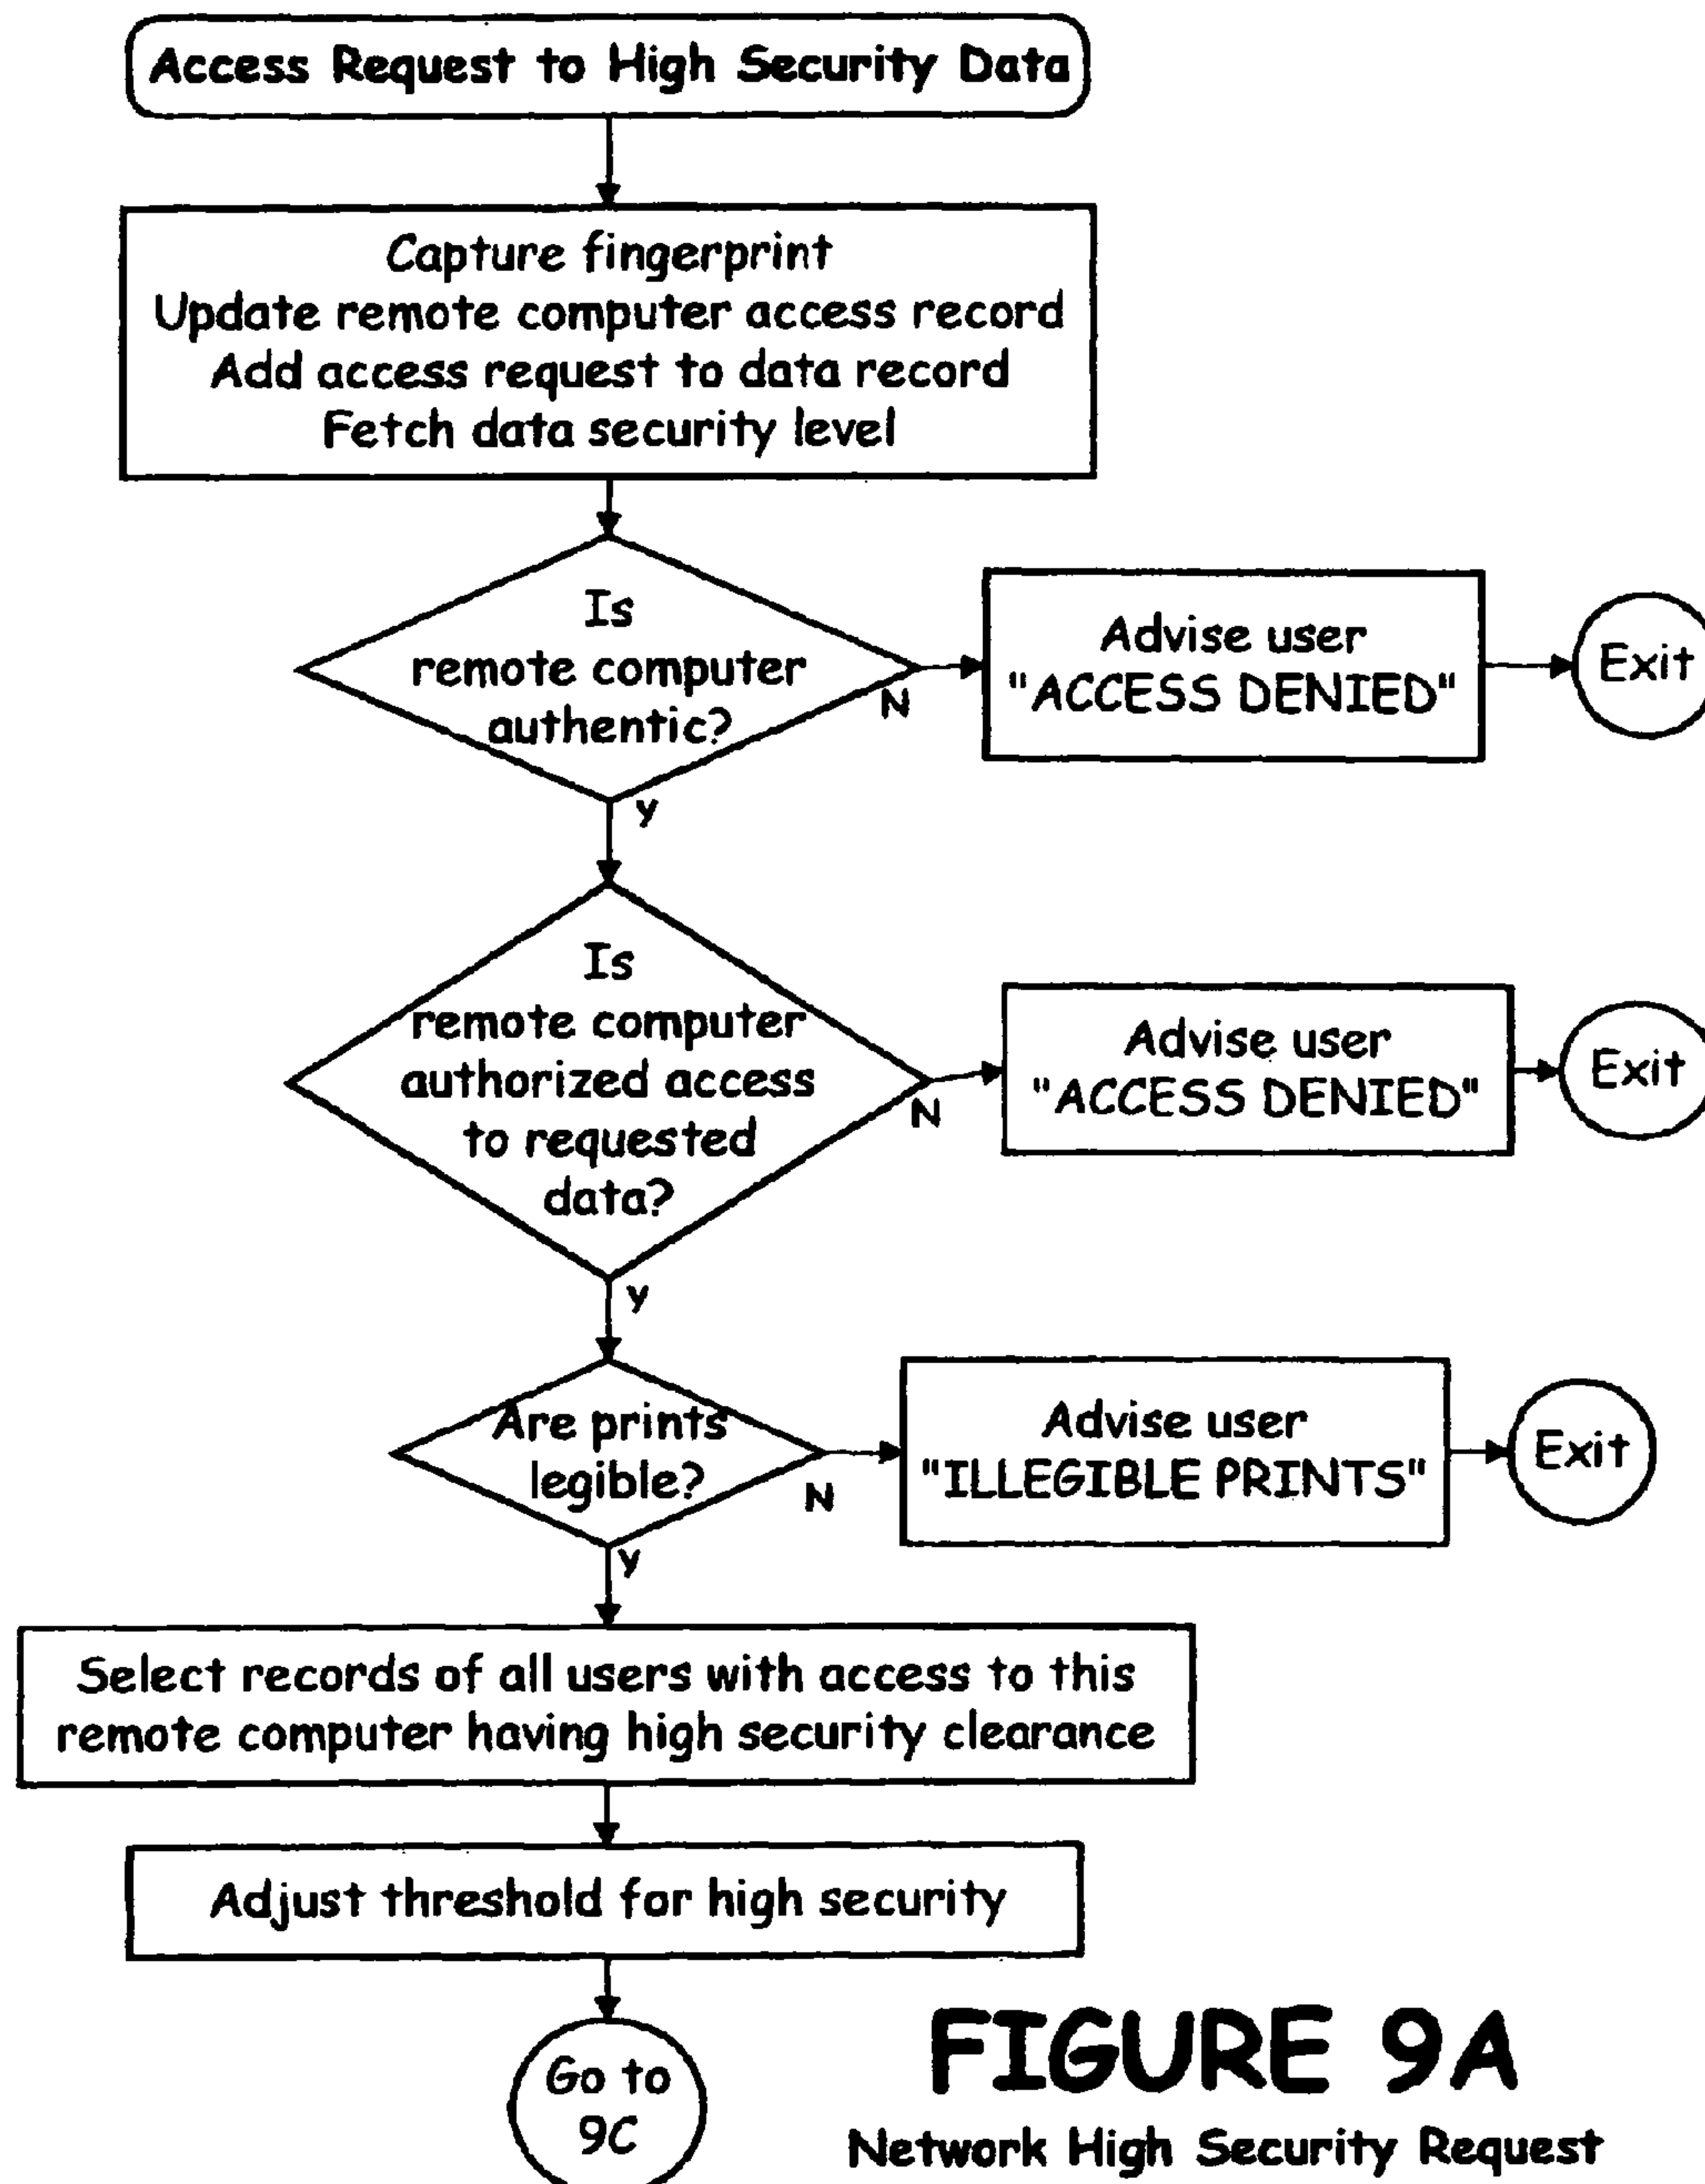 Access Request to High Security Data
Capture fingerprint
Update remote computer access record
Add access request to data record
Fetch data security level
Is
remote computer
authentic?
N
Advise user
"ACCESS DENIED"
Exit
y
Is
remote computer
authorized access
to requested
data?
N
Advise user
"ACCESS DENIED"
Exit
y
Are prints
legible?
N
Advise user
"ILLEGIBLE PRINTS"
Exit
y
Select records of all users with access to this
remote computer having high security clearance
Adjust threshold for high security
Go to
9C
FIGURE 9A
Network High Security Request